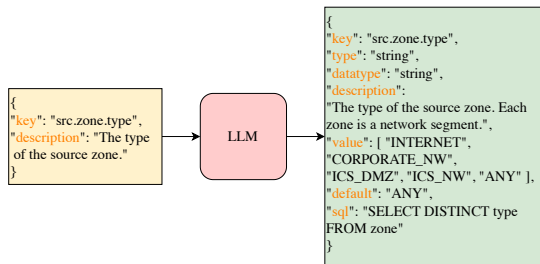 {
"key": "src.zone.type",
"description": "The type
of the source zone."
}
LLM
{
"key": "src.zone.type",
"type": "string",
"datatype": "string",
"description":
"The type of the source zone. Each
zone is a network segment.",
"value": [ "INTERNET",
"CORPORATE_NW",
"ICS_DMZ", "ICS_NW", "ANY" ],
"default": "ANY",
"sql": "SELECT DISTINCT type
FROM zone"
}